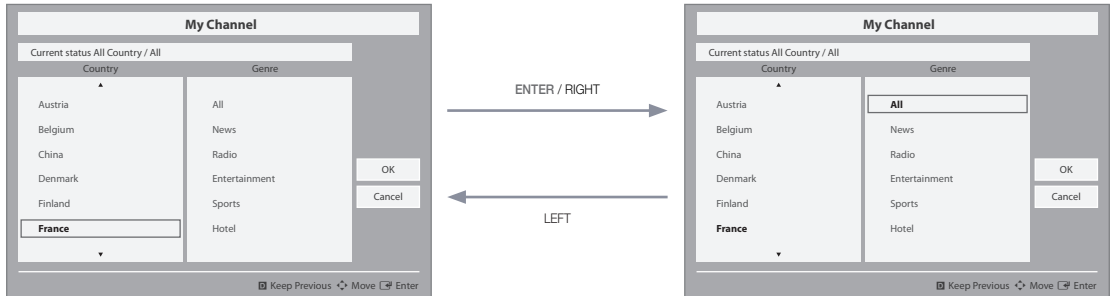 My Channel
Current status All Country / All
Country Genre
Austria All
Belgium News
China Radio
Denmark Entertainment
Finland Sports
France Hotel
OK
Cancel
D Keep Previous Move Enter
ENTER / RIGHT
LEFT
My Channel
Current status All Country / All
Country Genre
Austria All
Belgium News
China Radio
Denmark Entertainment
Finland Sports
France Hotel
OK
Cancel
D Keep Previous Move Enter